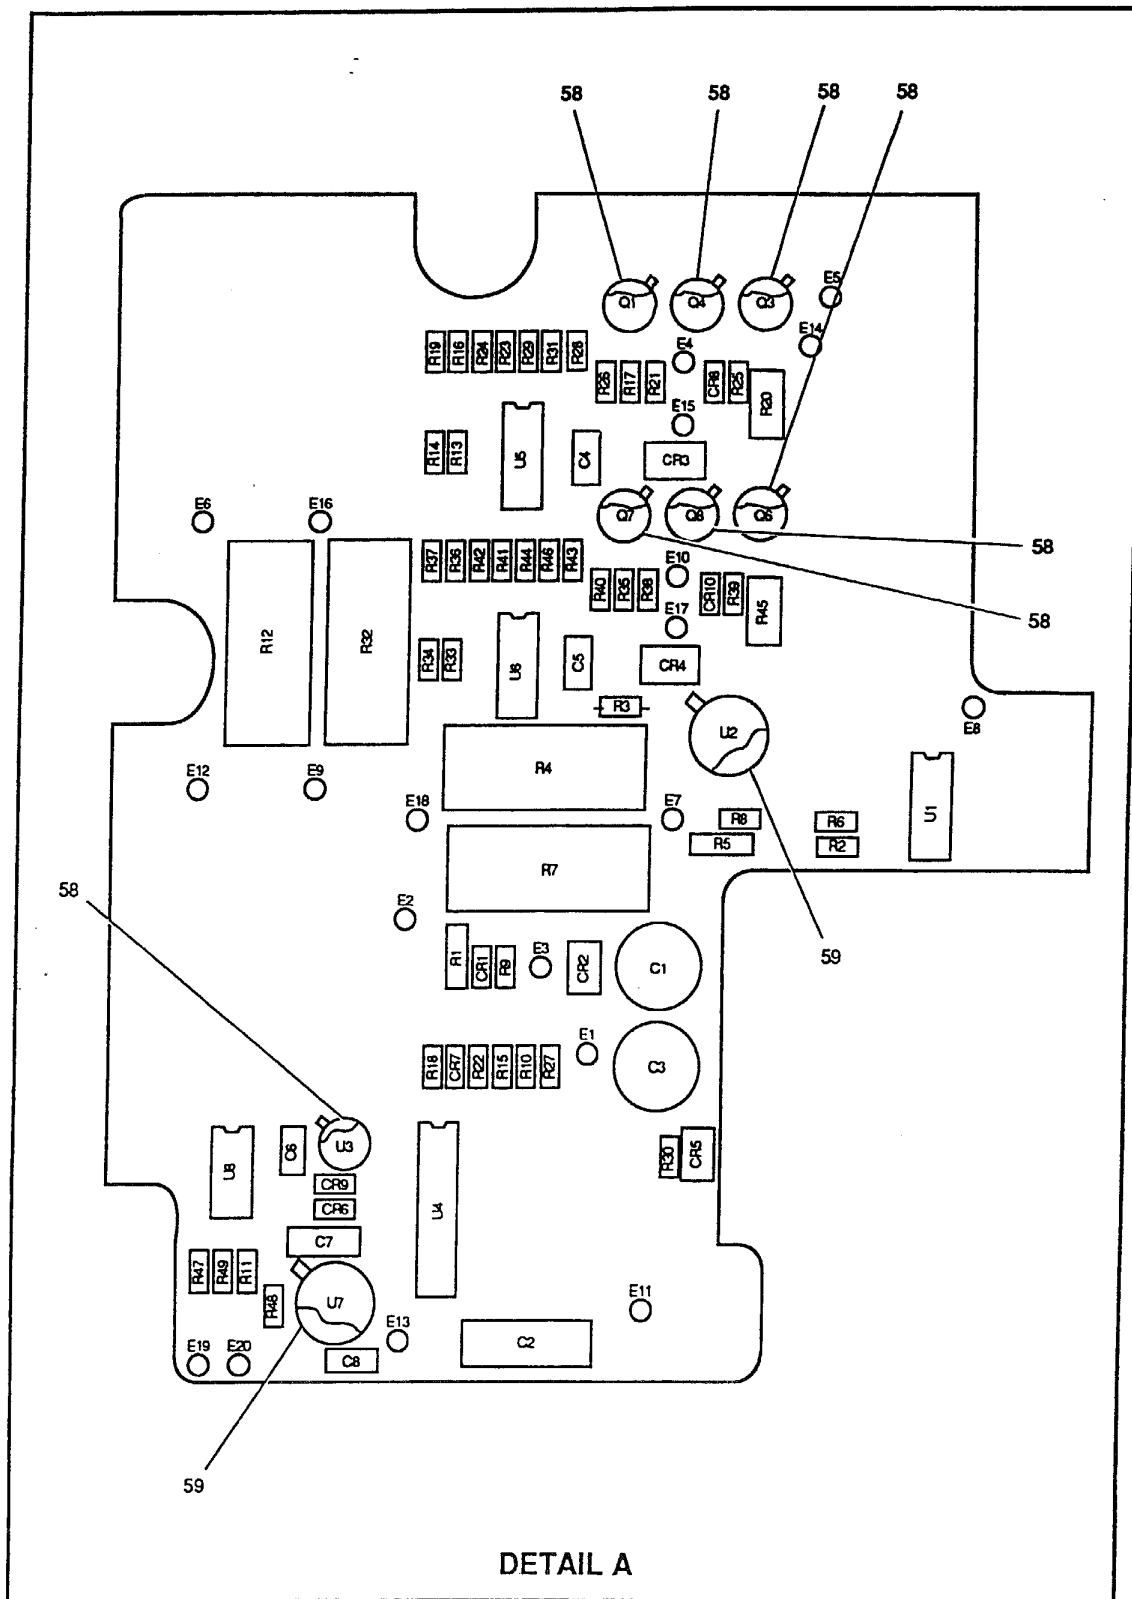 58 58 58 58
Q1 Q4 Q3 E5
E14
R19 R16 R24 R23 R29 R31 R28 E4
R26 R17 R21 CR8 R25 R20
E15
R14 R13 U5 C4 CR3
E6 E16 Q7 Q8
58
R37 R36 R42 R41 R44 R46 R43 E10
R40 R35 R38 CR10 R39 R45
E17 58
R12 R32
R34 R33 U6 C5 CR4
R3
U2 E8
R4
E12 E9
E18 E7 R8 R6 U1
R5 R2
R7
58
E2
59
R1 CR1 R9 E3 CR2 C1
E1
R18 CR7 R22 R15 R10 R27 C3
U8 C6 U3 R30 CR5
CR9
CR6 U4
C7
R47 R49 R11
R48 U7 E11
E13
E19 E20 C8 C2
59
DETAIL A